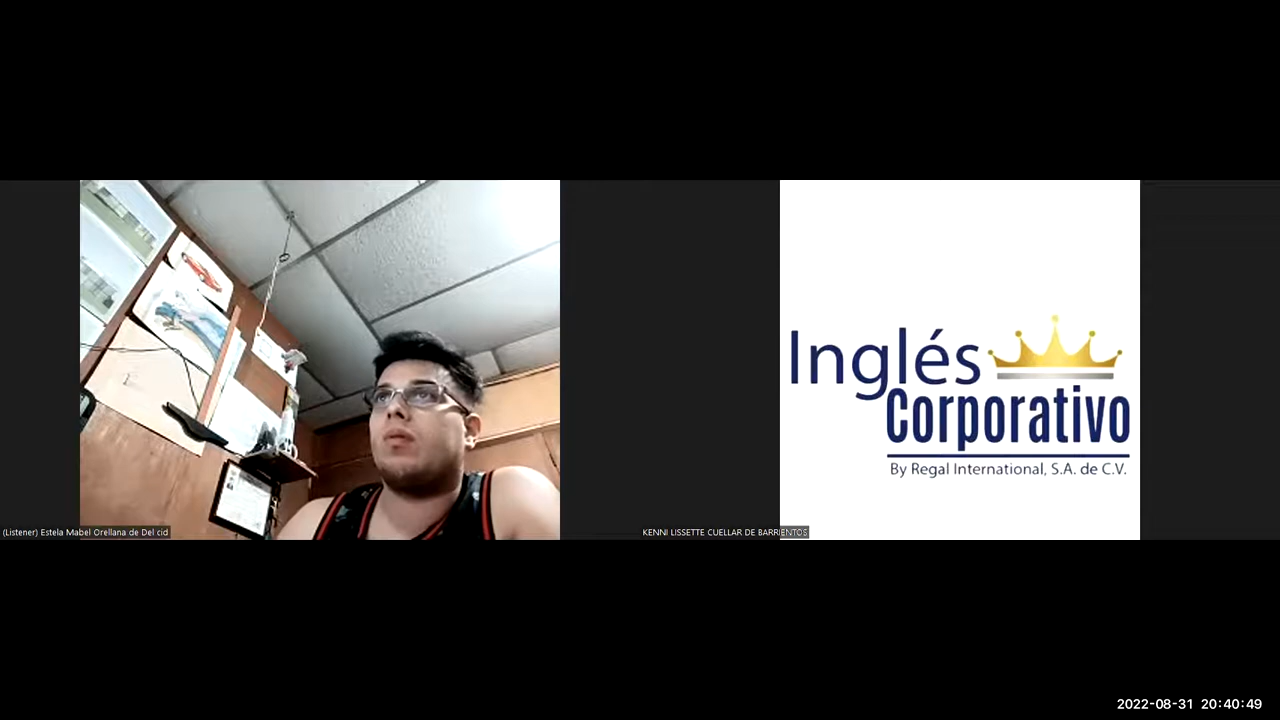 Inglés
Corporativo
By Regal International, S.A. de C.V.
(Listener) Estela Mabel Orellana de Del cid
KENNI LISSETTE CUELLAR DE BARRIENTOS
2022-08-31 20:40:49